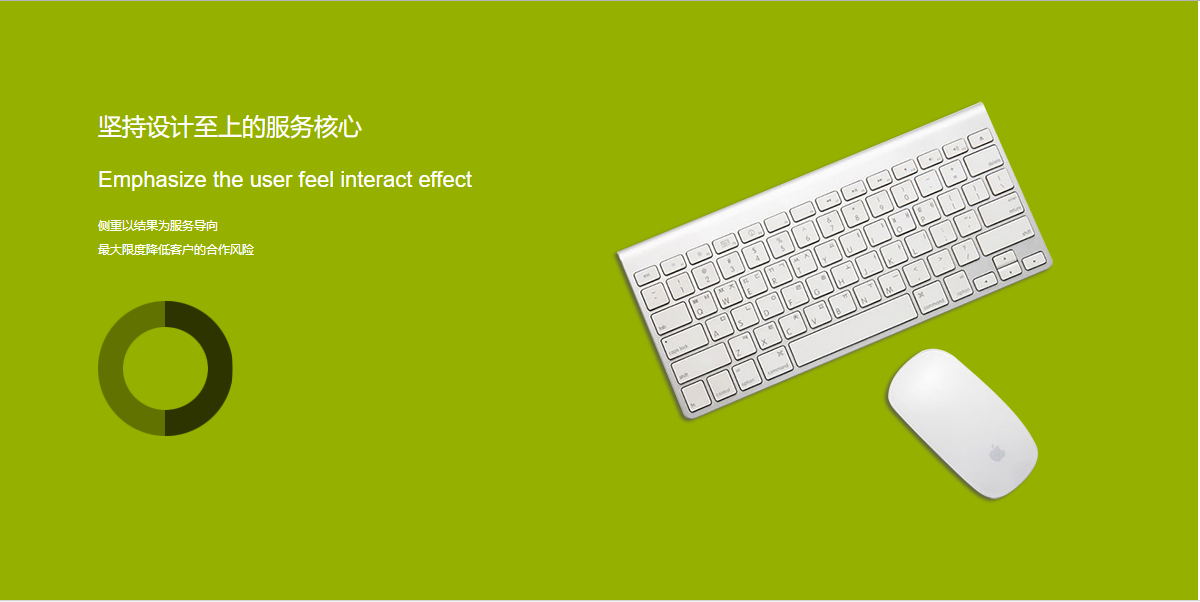 坚持设计至上的服务核心
Emphasize the user feel interact effect
侧重以结果为服务导向
最大限度降低客户的合作风险